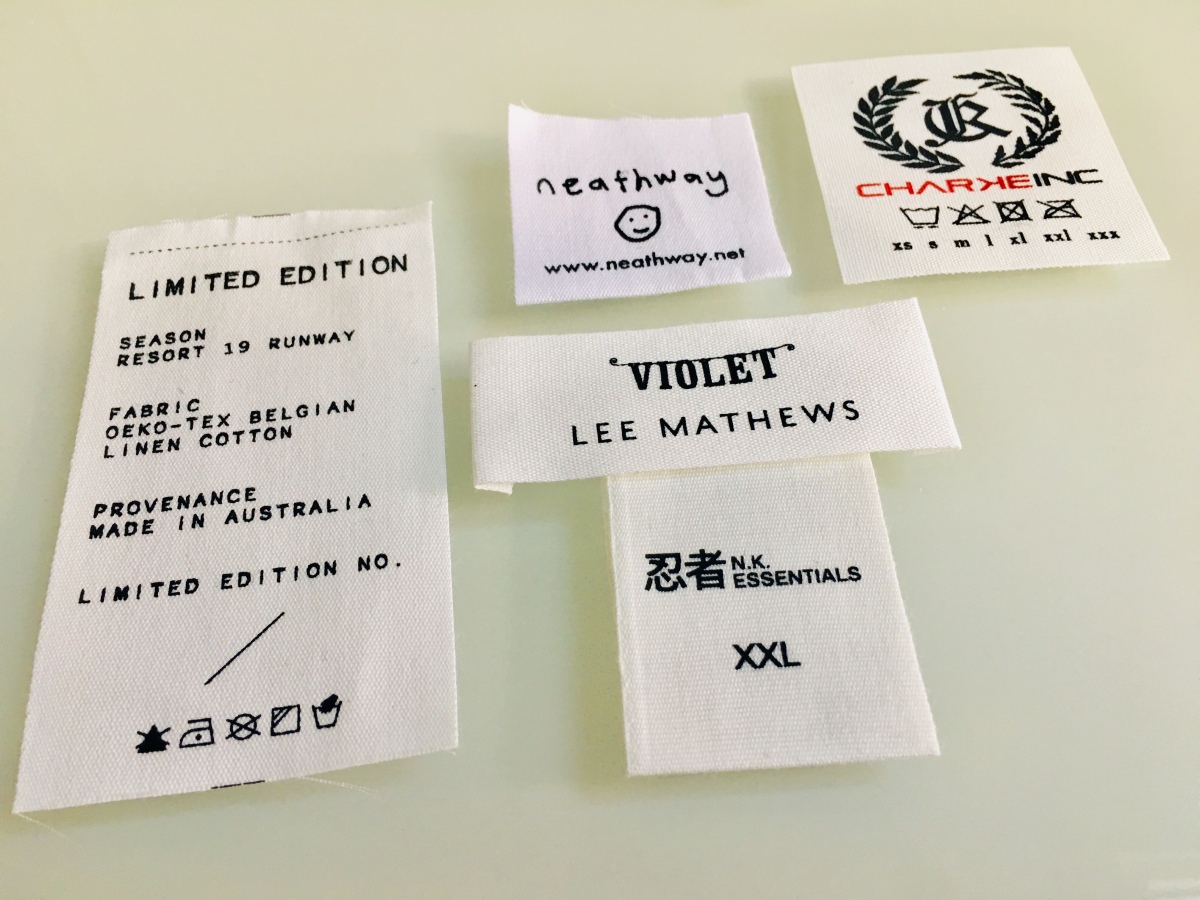 LIMITED EDITION
SEASON
RESORT 19 RUNWAY
FABRIC
OEKO-TEX BELGIAN
LINEN COTTON
PROVENANCE
MADE IN AUSTRALIA
LIMITED EDITION NO.
/
neathway
www.neathway.net
CHARKEINC
xs s m l xl xxl xxx
VIOLET
LEE MATHEWS
忍者 N.K.
ESSENTIALS
XXL